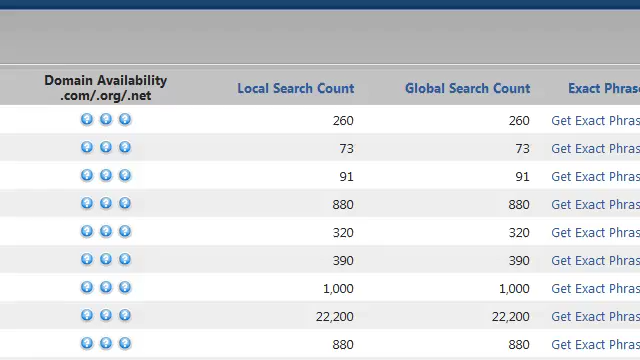 Domain Availability
.com/.org/.net
Local Search Count
Global Search Count
Exact Phras
260 260 Get Exact Phras
73 73 Get Exact Phras
91 91 Get Exact Phras
880 880 Get Exact Phras
320 320 Get Exact Phras
390 390 Get Exact Phras
1,000 1,000 Get Exact Phras
22,200 22,200 Get Exact Phras
880 880 Get Exact Phras